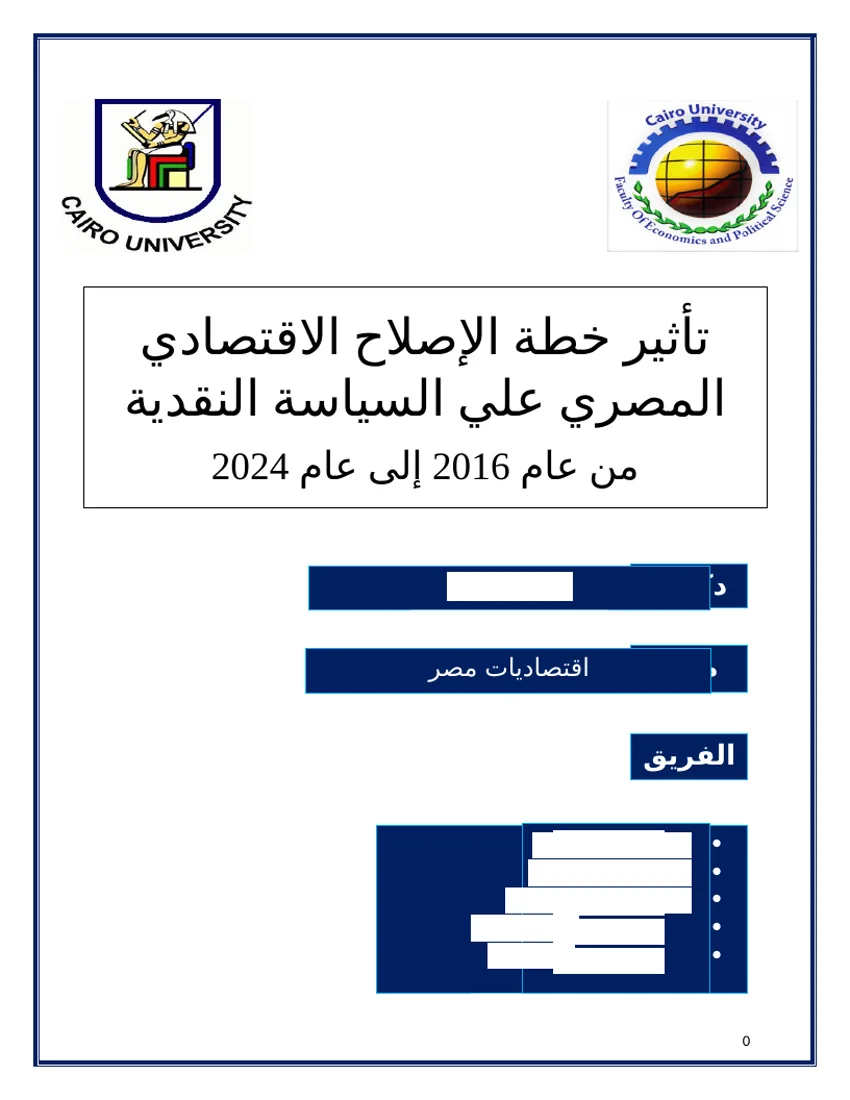 CAIRO UNIVERSITY
Cairo University
Faculty Of Economics and Political Science
تأثير خطة الإصلاح الاقتصادي
المصري علي السياسة النقدية
من عام 2016 إلى عام 2024
اقتصاديات مصر
الفريق
0